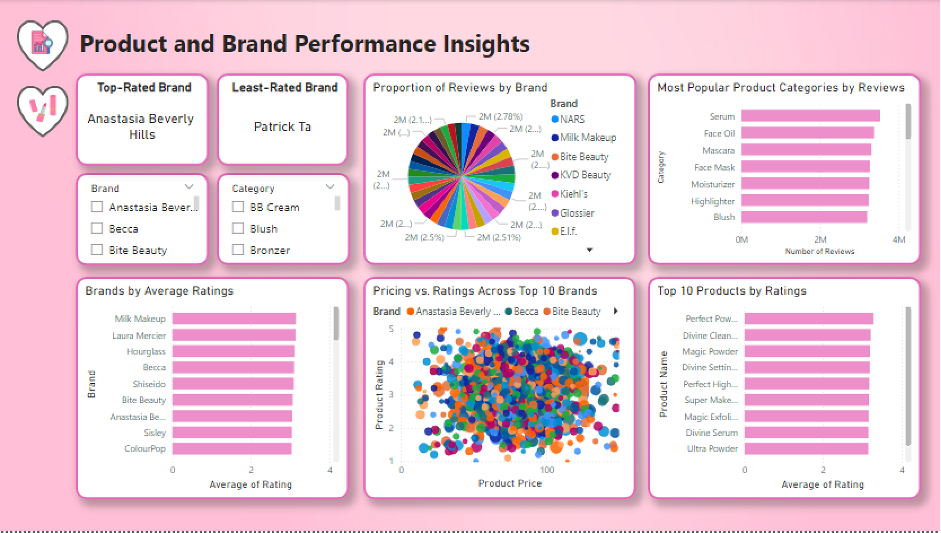 Product and Brand Performance Insights
Top-Rated Brand
Anastasia Beverly
Hills
Least-Rated Brand
Patrick Ta
Brand
Anastasia Bever...
Becca
Bite Beauty
Category
BB Cream
Blush
Bronzer
Proportion of Reviews by Brand
2M (2.1...)
2M (...)
2M
(2...)
2M (2...)
2M (2.5%)
2M (2.78%)
2M (2...)
2M
(2...)
2M
(2...)
2M (2...)
2M (2.51%)
Brand
NARS
Milk Makeup
Bite Beauty
KVD Beauty
Kiehl's
Glossier
E.l.f.
Most Popular Product Categories by Reviews
Category
Serum
Face Oil
Mascara
Face Mask
Moisturizer
Highlighter
Blush
0M 2M 4M
Number of Reviews
Brands by Average Ratings
Brand
Milk Makeup
Laura Mercier
Hourglass
Becca
Shiseido
Bite Beauty
Anastasia Be...
Sisley
ColourPop
0 2 4
Average of Rating
Pricing vs. Ratings Across Top 10 Brands
Brand Anastasia Beverly ... Becca Bite Beauty
Product Rating
5
4
3
2
1
0 100
Product Price
Top 10 Products by Ratings
Product Name
Perfect Pow...
Divine Clean...
Magic Powder
Divine Settin...
Perfect High...
Super Make...
Magic Exfoli...
Divine Serum
Ultra Powder
0 2 4
Average of Rating